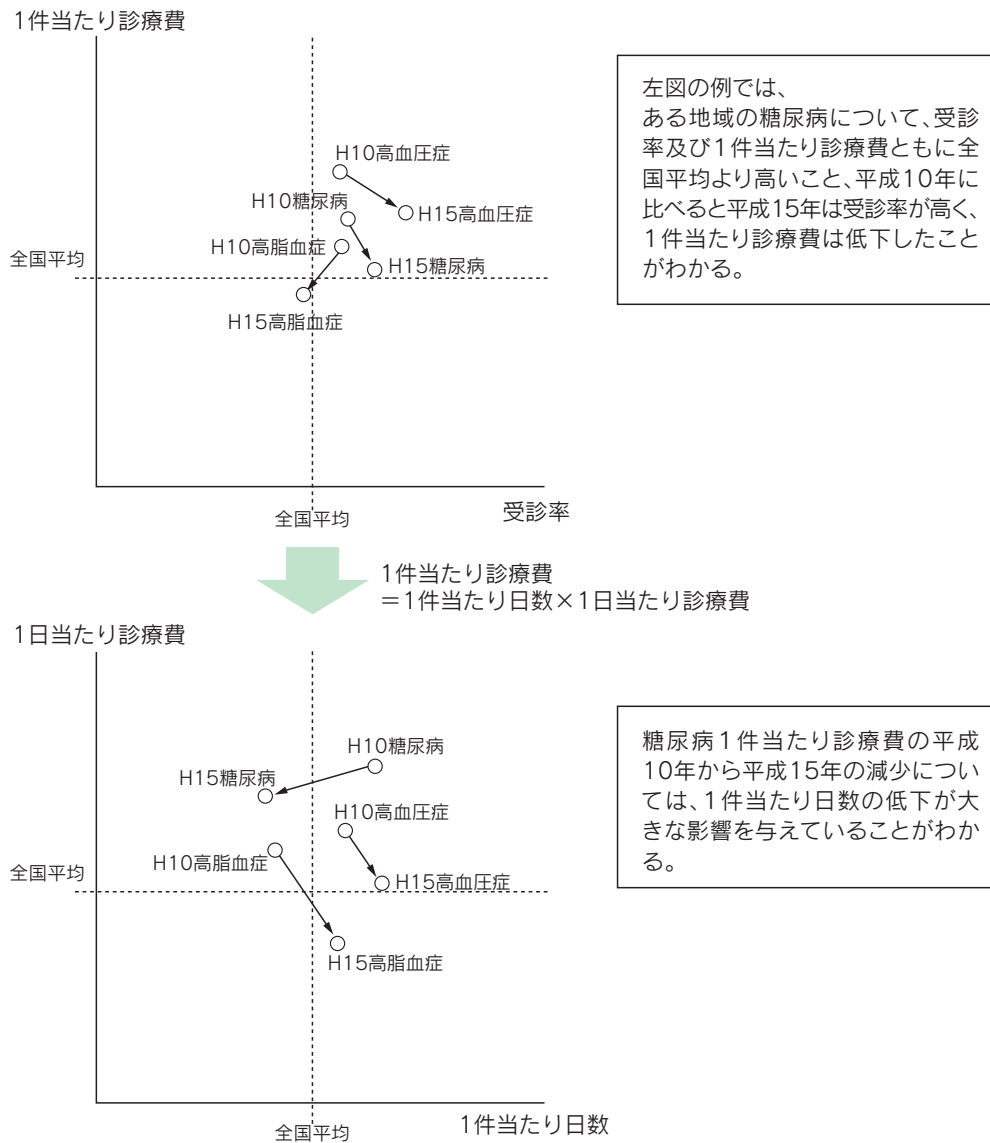 1件当たり診療費
左図の例では、
ある地域の糖尿病について、受診
率及び1件当たり診療費ともに全
国平均より高いこと、平成10年に
比べると平成15年は受診率が高く、
1件当たり診療費は低下したこと
がわかる。
H10高血圧症
H10糖尿病
H15高血圧症
H10高脂血症
全国平均
H15糖尿病
H15高脂血症
受診率
全国平均
1件当たり診療費
＝1件当たり日数×1日当たり診療費
1日当たり診療費
糖尿病1件当たり診療費の平成
10年から平成15年の減少につい
ては、1件当たり日数の低下が大
きな影響を与えていることがわか
る。
H10糖尿病
H15糖尿病
H10高血圧症
H10高脂血症
全国平均
H15高血圧症
H15高脂血症
1件当たり日数
全国平均